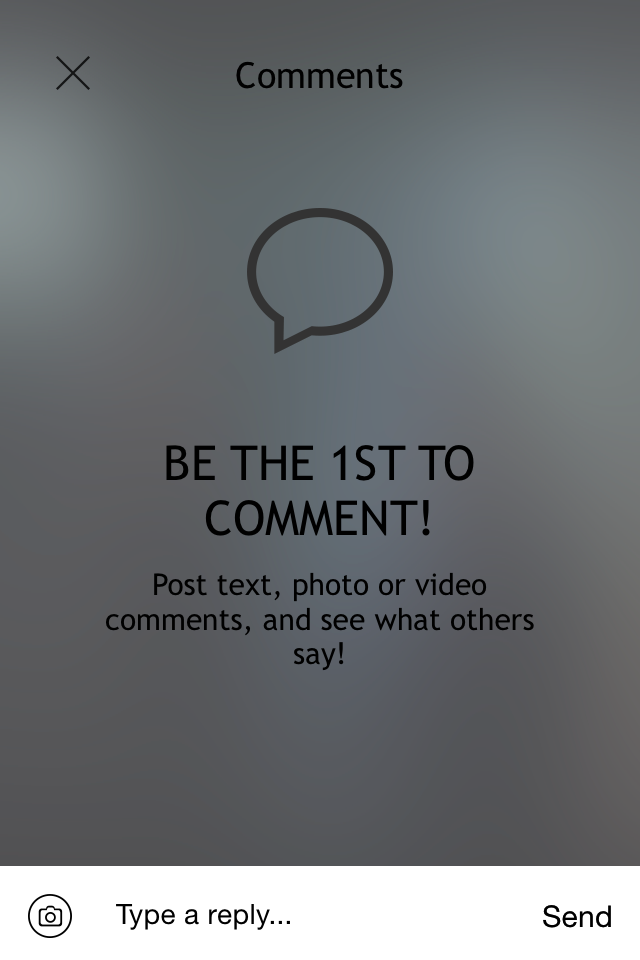 Comments
BE THE 1ST TO
COMMENT!
Post text, photo or video
comments, and see what others
say!
Type a reply...
Send